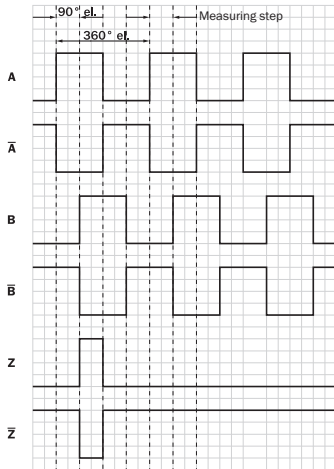 90° el.
Measuring step
360° el.
A
A̅
B
B̅
Z
Z̅